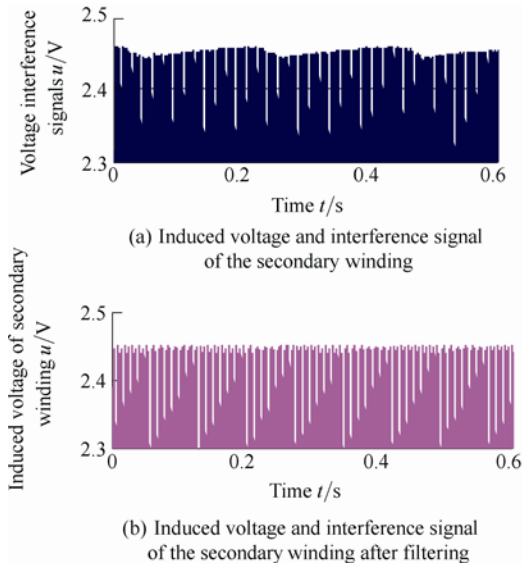 Voltage interference
signals u/V
2.5
2.4
2.3
0
0.2
0.4
0.6
Time t/s
(a) Induced voltage and interference signal
of the secondary winding
Induced voltage of secondary
winding u/V
2.5
2.4
2.3
0
0.2
0.4
0.6
Time t/s
(b) Induced voltage and interference signal
of the secondary winding after filtering